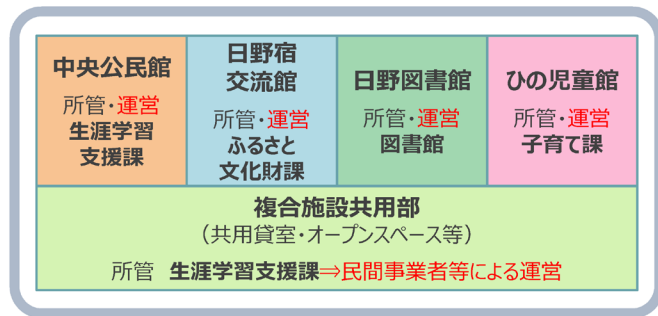 中央公民館
所管・運営
生涯学習
支援課
日野宿
交流館
所管・運営
ふるさと
文化財課
日野図書館
所管・運営
図書館
ひの児童館
所管・運営
子育て課
複合施設共用部
（共用貸室・オープンスペース等）
所管 生涯学習支援課⇒民間事業者等による運営